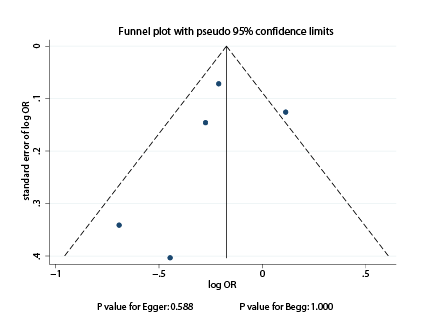 Funnel plot with pseudo 95% confidence limits
standard error of log OR
0
.1
.2
.3
.4
-1
-.5
0
.5
log OR
P value for Egger: 0.588 P value for Begg: 1.000